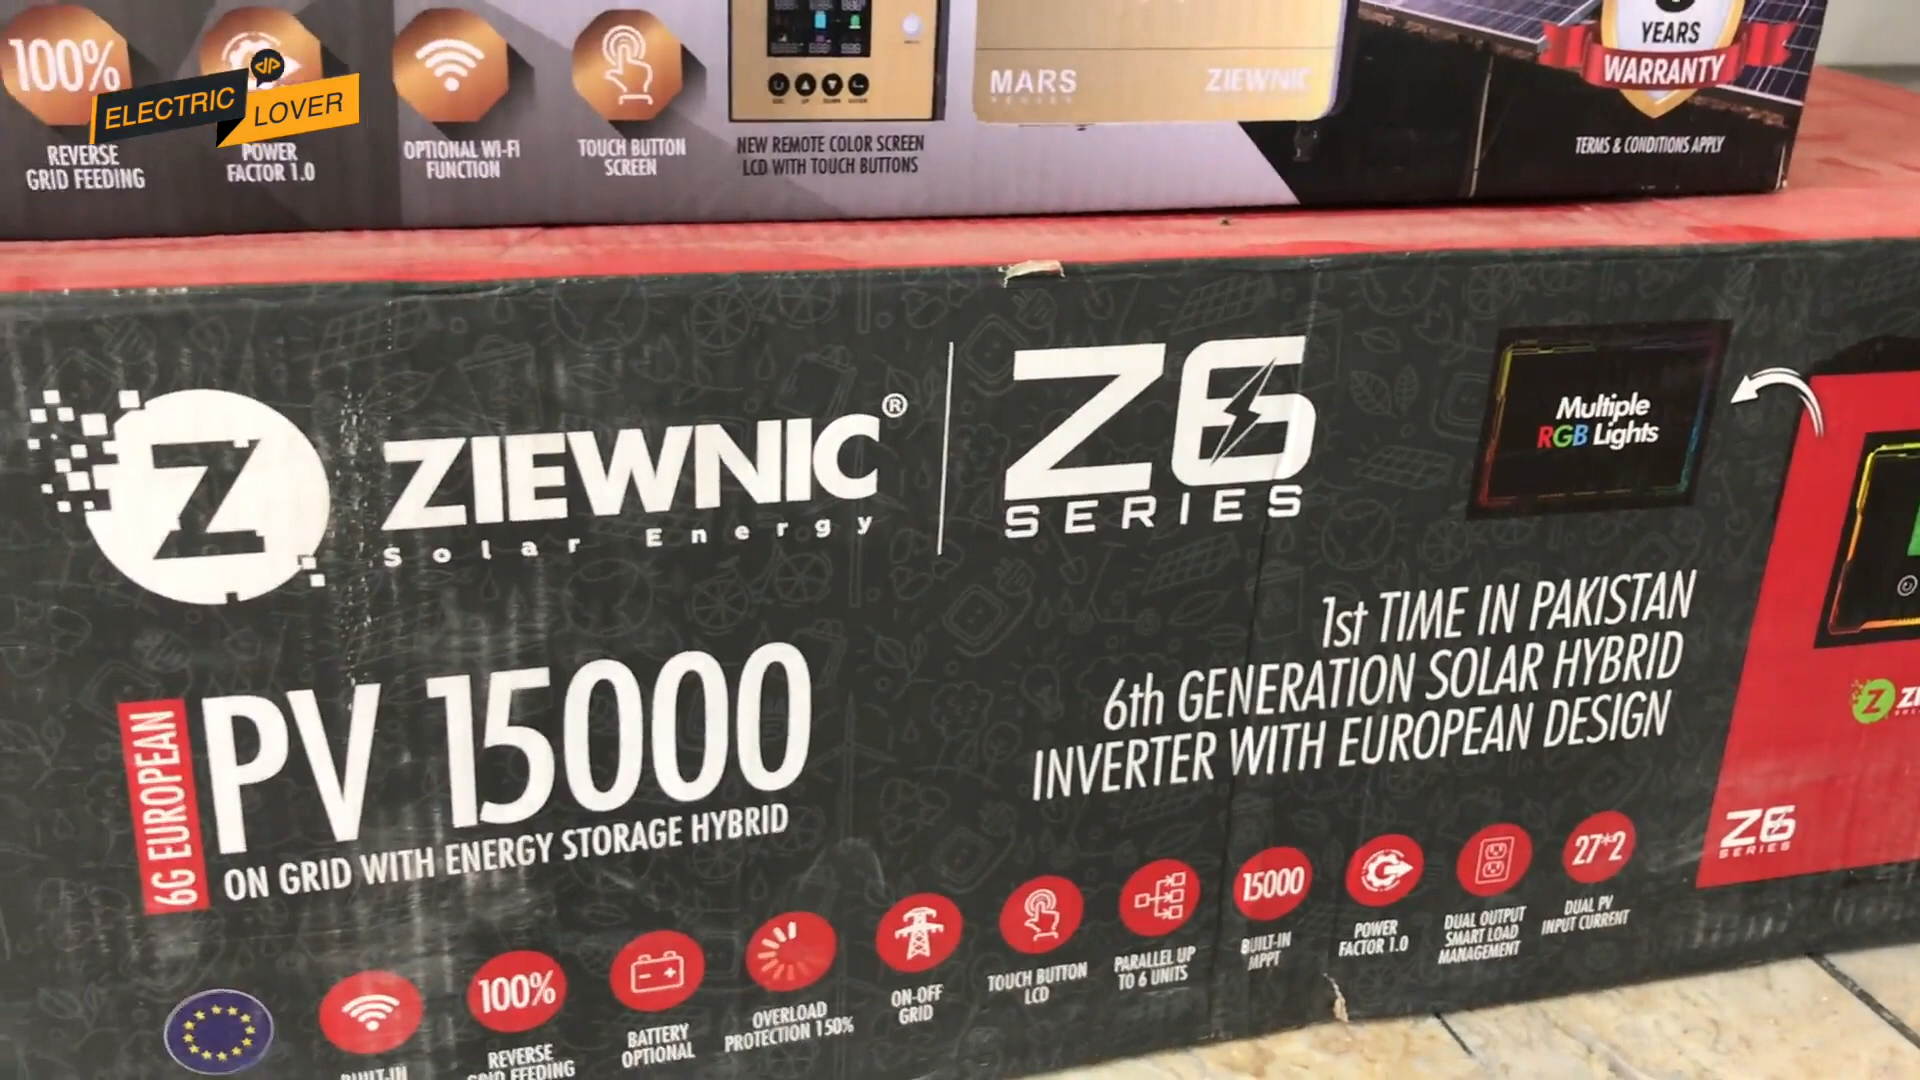 100%
REVERSE
GRID FEEDING
ELECTRIC
LOVER
POWER
FACTOR 1.0
OPTIONAL WI-FI
FUNCTION
TOUCH BUTTON
SCREEN
NEW REMOTE COLOR SCREEN
LCD WITH TOUCH BUTTONS
MARS
SERIES
ZIEWNIC
YEARS
WARRANTY
TERMS & CONDITIONS APPLY
Z
ZIEWNIC®
Solar Energy
Z6
SERIES
Multiple
RGB Lights
1st TIME IN PAKISTAN
6th GENERATION SOLAR HYBRID
INVERTER WITH EUROPEAN DESIGN
6G EUROPEAN
PV 15000
ON GRID WITH ENERGY STORAGE HYBRID
Z
Z6
SERIES
BUILT-IN
100%
REVERSE
GRID FEEDING
BATTERY
OPTIONAL
OVERLOAD
PROTECTION 150%
ON-OFF
GRID
TOUCH BUTTON
LCD
PARALLEL UP
TO 6 UNITS
15000
BUILT-IN
MPPT
POWER
FACTOR 1.0
DUAL OUTPUT
SMART LOAD
MANAGEMENT
27*2
DUAL PV
INPUT CURRENT